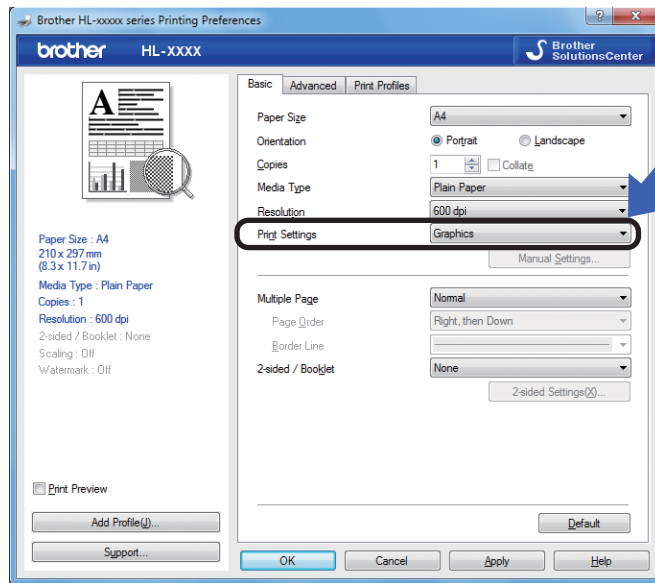 Brother HL-xxxxx series Printing Preferences
brother HL-XXXX
Brother SolutionsCenter
A
Paper Size : A4
210 x 297 mm
(8.3 x 11.7 in)
Media Type : Plain Paper
Copies : 1
Resolution : 600 dpi
2-sided / Booklet : None
Scaling : Off
Watermark : Off
Print Preview
Add Profile(J)...
Support...
Basic Advanced Print Profiles
Paper Size A4
Orientation Portrait Landscape
Copies 1 Collate
Media Type Plain Paper
Resolution 600 dpi
Print Settings Graphics
Manual Settings...
Multiple Page Normal
Page Order Right, then Down
Border Line
2-sided / Booklet None
2-sided Settings(X)...
Default
OK Cancel Apply Help